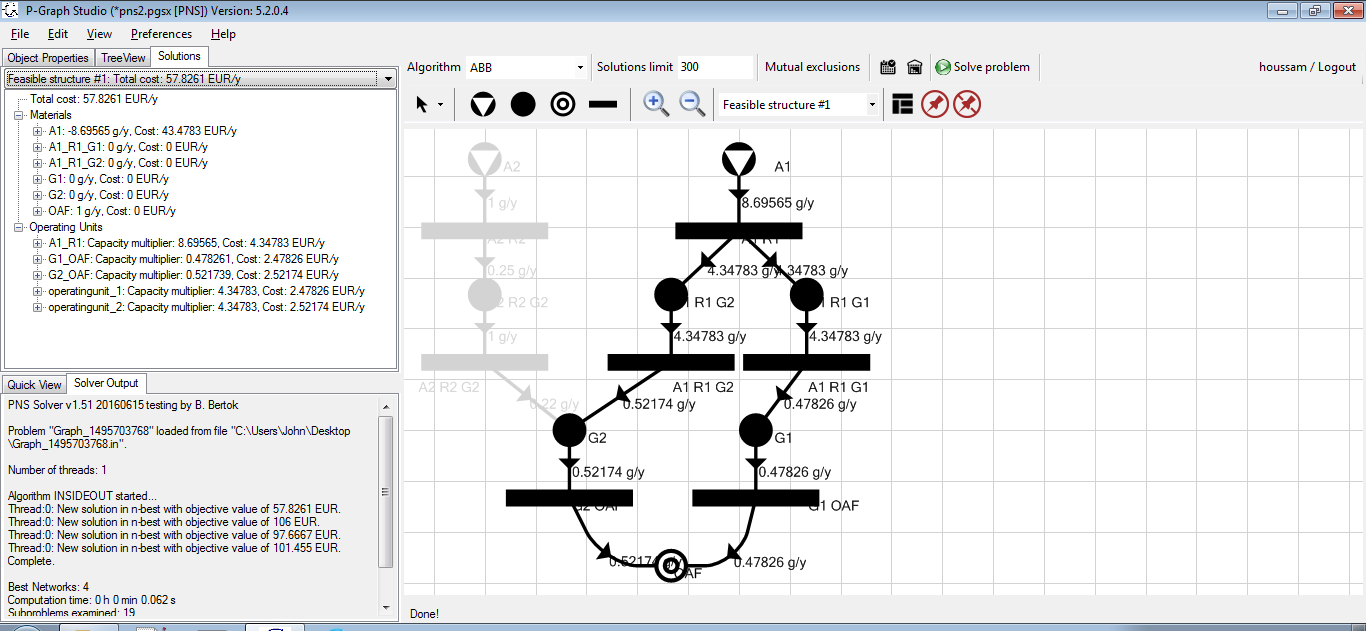 P-Graph Studio (*pns2.pgsx [PNS]) Version: 5.2.0.4
File Edit View Preferences Help
Object Properties TreeView Solutions
Feasible structure #1: Total cost: 57.8261 EUR/y
Total cost: 57.8261 EUR/y
Materials
A1: -8.69565 g/y, Cost: 43.4783 EUR/y
A1_R1_G1: 0 g/y, Cost: 0 EUR/y
A1_R1_G2: 0 g/y, Cost: 0 EUR/y
G1: 0 g/y, Cost: 0 EUR/y
G2: 0 g/y, Cost: 0 EUR/y
OAF: 1 g/y, Cost: 0 EUR/y
Operating Units
A1_R1: Capacity multiplier: 8.69565, Cost: 4.34783 EUR/y
G1_OAF: Capacity multiplier: 0.478261, Cost: 2.47826 EUR/y
G2_OAF: Capacity multiplier: 0.521739, Cost: 2.52174 EUR/y
operatingunit_1: Capacity multiplier: 4.34783, Cost: 2.47826 EUR/y
operatingunit_2: Capacity multiplier: 4.34783, Cost: 2.52174 EUR/y
Quick View Solver Output
PNS Solver v1.51 20160615 testing by B. Bertok
Problem "Graph_1495703768" loaded from file "C:\Users\John\Desktop
\Graph_1495703768.in".
Number of threads: 1
Algorithm INSIDEOUT started...
Thread:0: New solution in n-best with objective value of 57.8261 EUR.
Thread:0: New solution in n-best with objective value of 106 EUR.
Thread:0: New solution in n-best with objective value of 97.6667 EUR.
Thread:0: New solution in n-best with objective value of 101.455 EUR.
Complete.
Best Networks: 4
Computation time: 0 h 0 min 0.062 s
Subproblems examined: 19
Algorithm ABB Solutions limit 300 Mutual exclusions Solve problem houssam / Logout
Feasible structure #1
A2 A1
1 g/y 8.69565 g/y
A2 R2 A1 R1
0.25 g/y 4.34783 g/y 4.34783 g/y
2 R2 G2 R1 G2 R1 G1
1 g/y 4.34783 g/y 4.34783 g/y
A2 R2 G2 A1 R1 G2 A1 R1 G1
0.22 g/y 0.52174 g/y 0.47826 g/y
G2 G1
0.52174 g/y 0.47826 g/y
G2 OAF G1 OAF
0.52174 g/y 0.47826 g/y
OAF
Done!